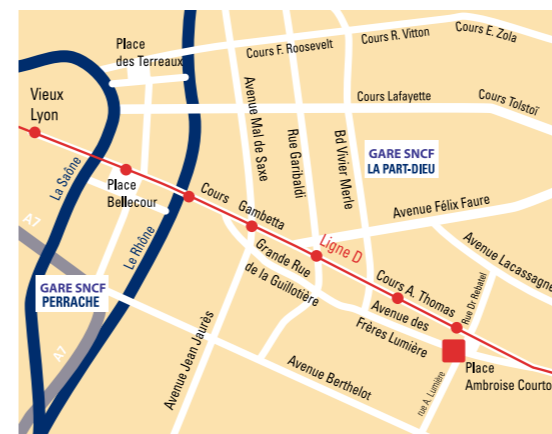 Place
des Terreaux
Cours F. Roosevelt
Cours R. Vitton
Cours E. Zola
Vieux
Lyon
Avenue Mal de Saxe
Rue Garibaldi
Bd Vivier Merle
Cours Lafayette
Cours Tolstoï
GARE SNCF
LA PART-DIEU
La Saône
Place
Bellecour
Cours Gambetta
Avenue Félix Faure
A7
Le Rhône
Ligne D
Grande Rue
de la Guillotière
Avenue Lacassagne
GARE SNCF
PERRACHE
Cours A. Thomas
Rue Dr Rebatel
Avenue des
Frères Lumière
A7
Avenue Jean Jaurès
Avenue Berthelot
rue A. Lumière
Place
Ambroise Courto